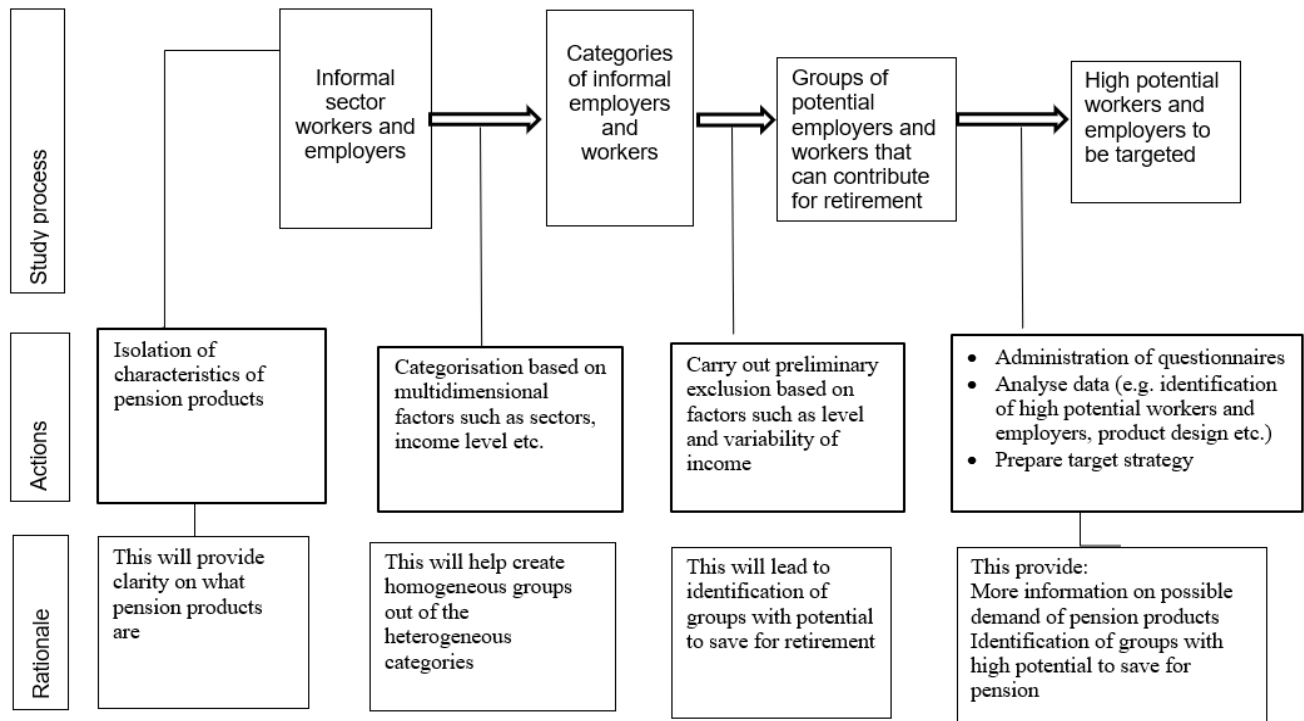 Study process
Informal
sector
workers and
employers
Categories
of informal
employers
and
workers
Groups of
potential
employers and
workers that
can contribute
for retirement
High potential
workers and
employers to
be targeted
Actions
Isolation of
characteristics of
pension products
Categorisation based on
multidimensional
factors such as sectors,
income level etc.
Carry out preliminary
exclusion based on
factors such as level
and variability of
income
• Administration of questionnaires
• Analyse data (e.g. identification
of high potential workers and
employers, product design etc.)
• Prepare target strategy
Rationale
This will provide
clarity on what
pension products
are
This will help create
homogeneous groups
out of the
heterogeneous
categories
This will lead to
identification of
groups with potential
to save for retirement
This provide:
More information on possible
demand of pension products
Identification of groups with
high potential to save for
pension